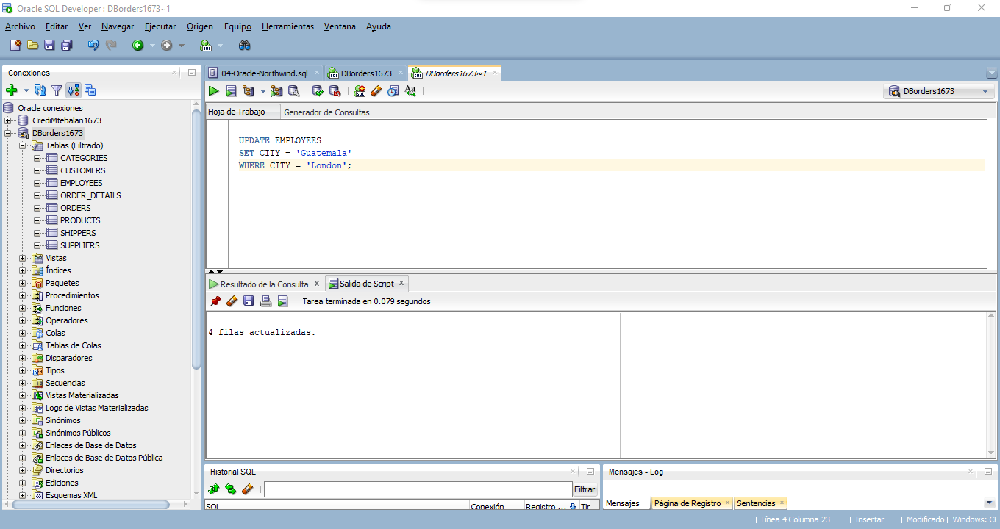 Oracle SQL Developer : DBorders1673~1
Archivo Editar Ver Navegar Ejecutar Origen Equipo Herramientas Ventana Ayuda
Conexiones
Oracle conexiones
CrediMtebalan1673
DBorders1673
Tablas (Filtrado)
CATEGORIES
CUSTOMERS
EMPLOYEES
ORDER_DETAILS
ORDERS
PRODUCTS
SHIPPERS
SUPPLIERS
Vistas
Índices
Paquetes
Procedimientos
Funciones
Operadores
Colas
Tablas de Colas
Disparadores
Tipos
Secuencias
Vistas Materializadas
Logs de Vistas Materializadas
Sinónimos
Sinónimos Públicos
Enlaces de Base de Datos
Enlaces de Base de Datos Pública
Directorios
Ediciones
Esquemas XML
04-Oracle-Northwind.sql DBorders1673 DBorders1673~1
DBorders1673
Hoja de Trabajo Generador de Consultas
UPDATE EMPLOYEES
SET CITY = 'Guatemala'
WHERE CITY = 'London';
Resultado de la Consulta x Salida de Script x
Tarea terminada en 0.079 segundos
4 filas actualizadas.
Historial SQL
Filtrar
SQL Conexión Registro ... Tir
Mensajes - Log
Mensajes Página de Registro Sentencias
Línea 4 Columna 23 Insertar Modificado Windows: CF